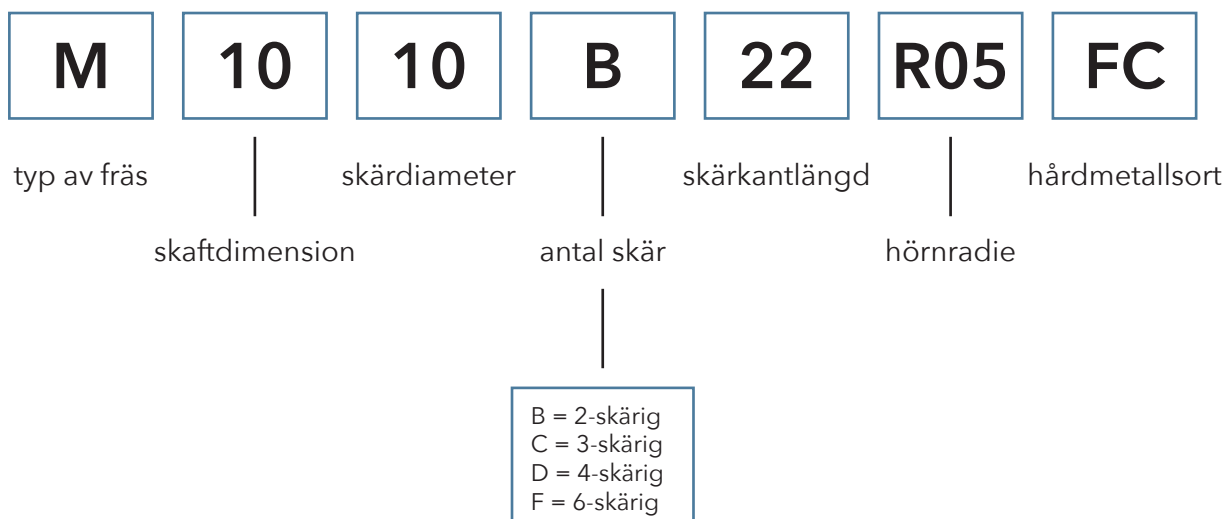 M 10 10 B 22 R05 FC
typ av fräs skärdiameter skärkantlängd hårdmetallsort
skaftdimension antal skär hörnradie
B = 2-skärig
C = 3-skärig
D = 4-skärig
F = 6-skärig